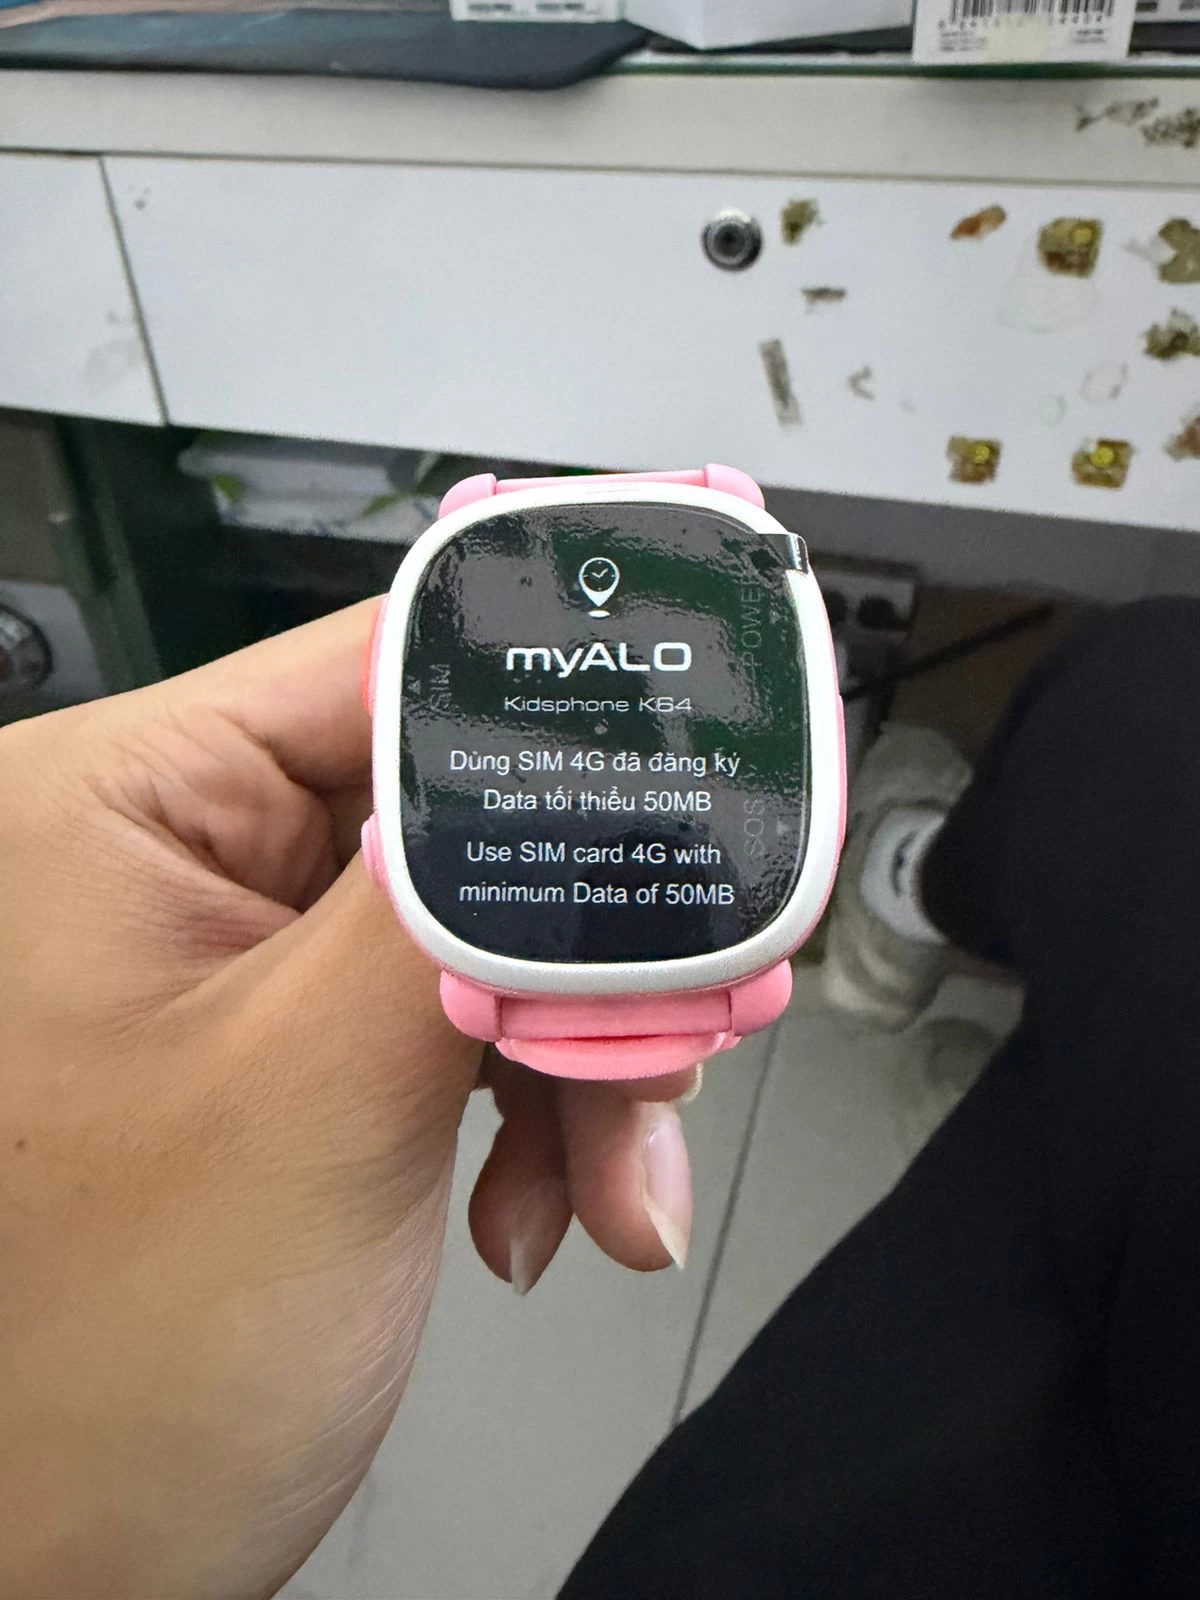 myALO
Kidsphone K64
Dùng SIM 4G đã đăng ký
Data tối thiểu 50MB
Use SIM card 4G with
minimum Data of 50MB
SIM
POWER
SOS